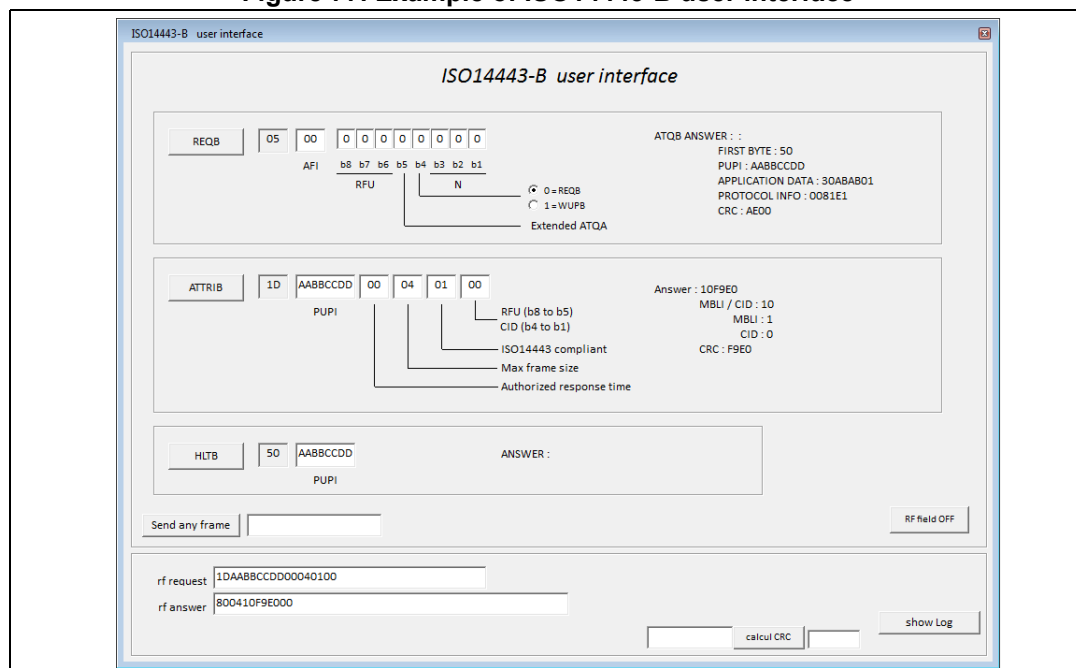 ISO14443-B user interface
ISO14443-B user interface
REQB 05 00 0 0 0 0 0 0 0 0
AFI b8 b7 b6 b5 b4 b3 b2 b1
RFU N
0 = REQB
1 = WUPB
Extended ATQA
ATQB ANSWER : :
FIRST BYTE : 50
PUPI : AABBCCDD
APPLICATION DATA : 30ABAB01
PROTOCOL INFO : 0081E1
CRC : AE00
ATTRIB 1D AABBCCDD 00 04 01 00
PUPI
RFU (b8 to b5)
CID (b4 to b1)
ISO14443 compliant
Max frame size
Authorized response time
Answer : 10F9E0
MBLI / CID : 10
MBLI : 1
CID : 0
CRC : F9E0
HLTB 50 AABBCCDD ANSWER :
PUPI
Send any frame
RF field OFF
rf request 1DAABBCCDD00040100
rf answer 800410F9E000
calcul CRC
show Log